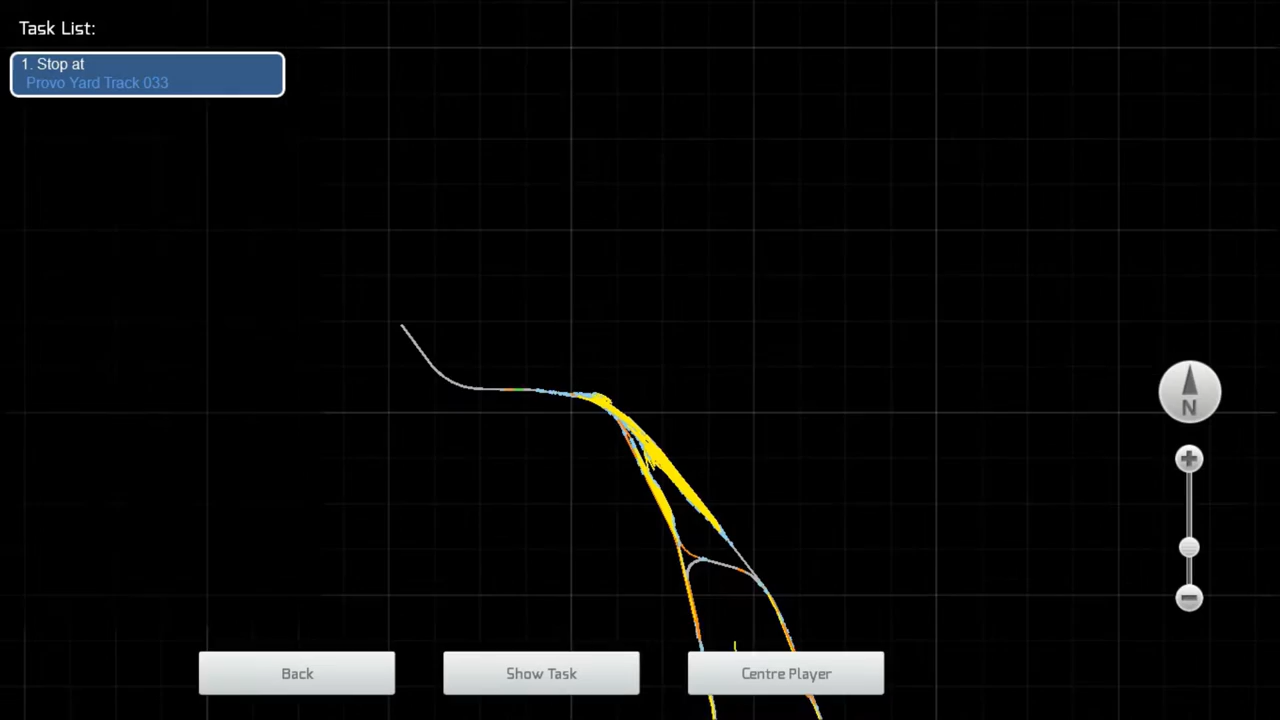 Task List:
1. Stop at
Provo Yard Track 033
N
Back
Show Task
Centre Player